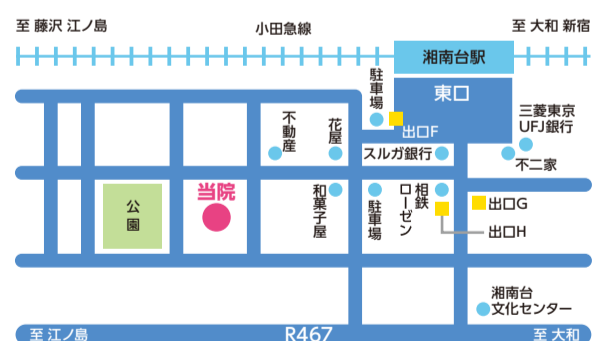 至 藤沢 江ノ島
小田急線
至 大和 新宿
湘南台駅
東口
駐車場
出口F
三菱東京
UFJ銀行
不動産
花屋
スルガ銀行
不二家
公園
当院
和菓子屋
駐車場
相鉄
ローゼン
出口G
出口H
湘南台
文化センター
至 江ノ島
R467
至 大和